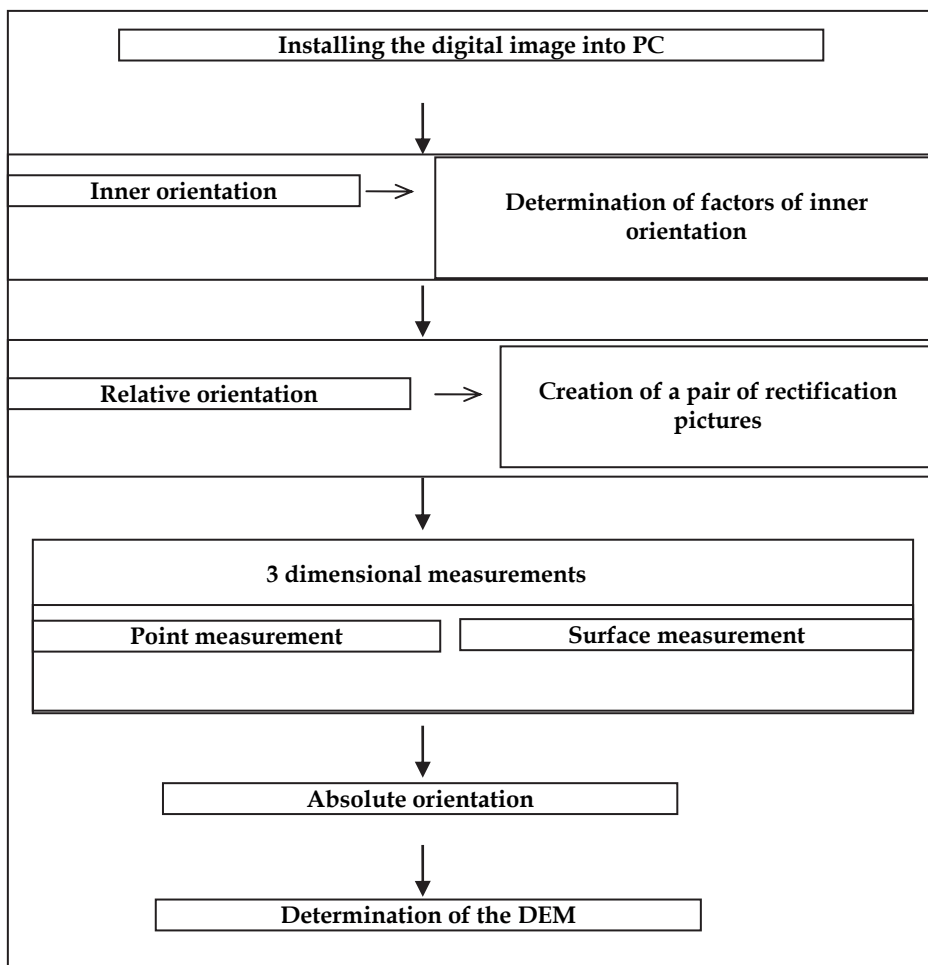 Installing the digital image into PC
Inner orientation
Determination of factors of inner
orientation
Relative orientation
Creation of a pair of rectification
pictures
3 dimensional measurements
Point measurement
Surface measurement
Absolute orientation
Determination of the DEM